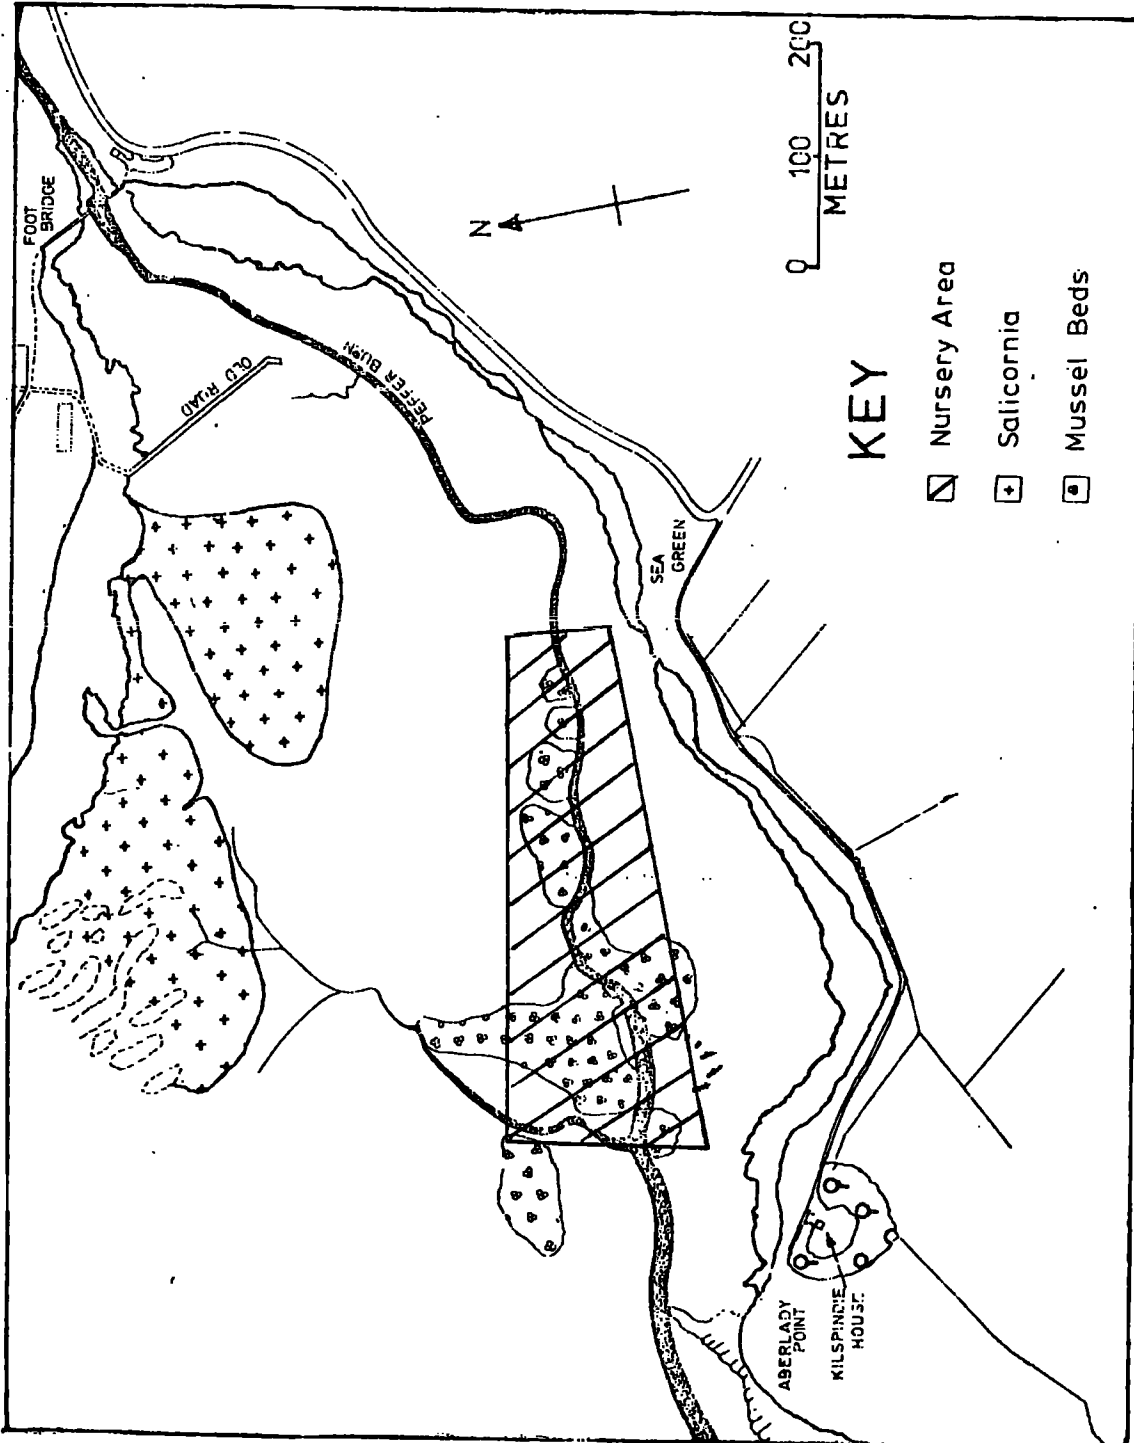 FOOT
BRIDGE
OLD ROAD
PEFFER BURN
N
SEA
GREEN
ABERLADY
POINT
KILSPINDIE
HOUSE
0 100 200
METRES
KEY
Nursery Area
Salicornia
Mussel Beds